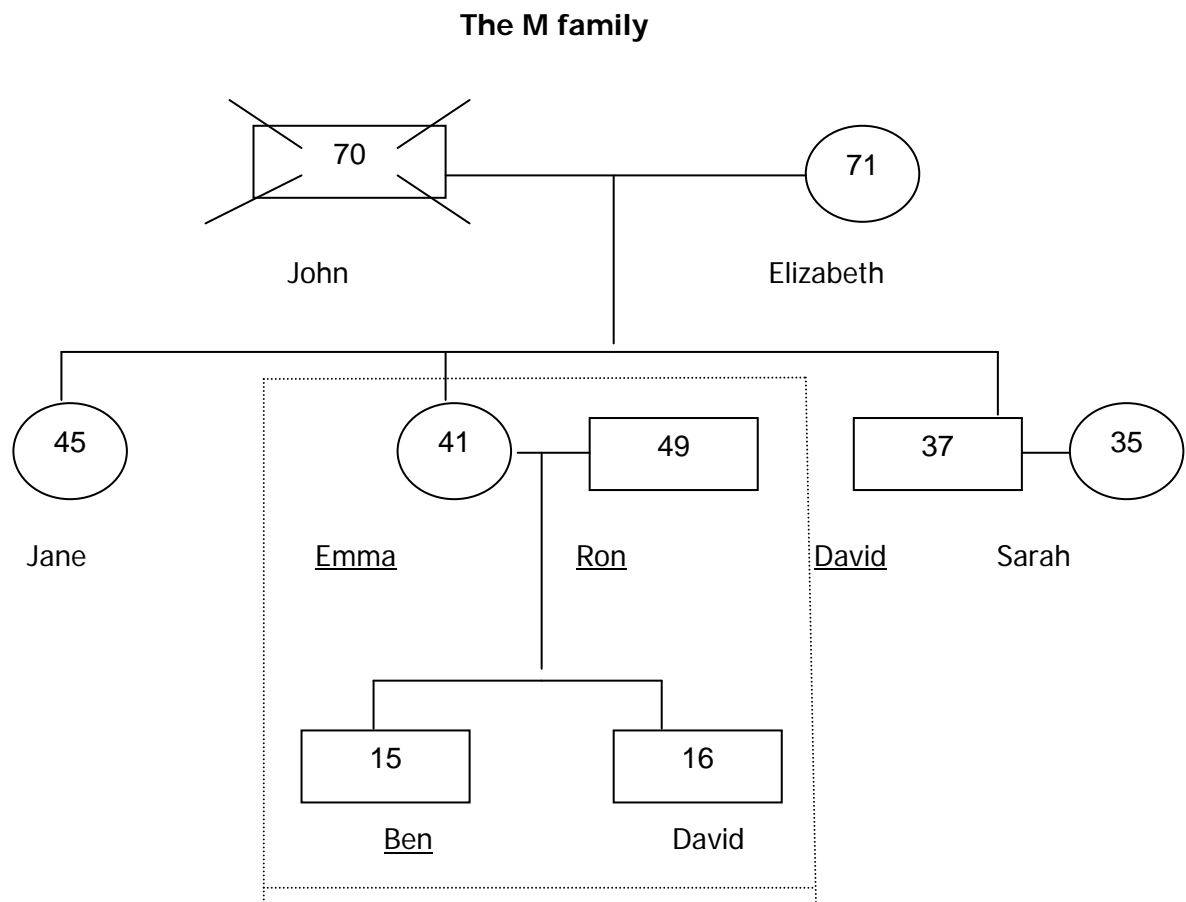 The M family
70
71
John
Elizabeth
45
41
49
37
35
Jane
Emma
Ron
David
Sarah
15
16
Ben
David